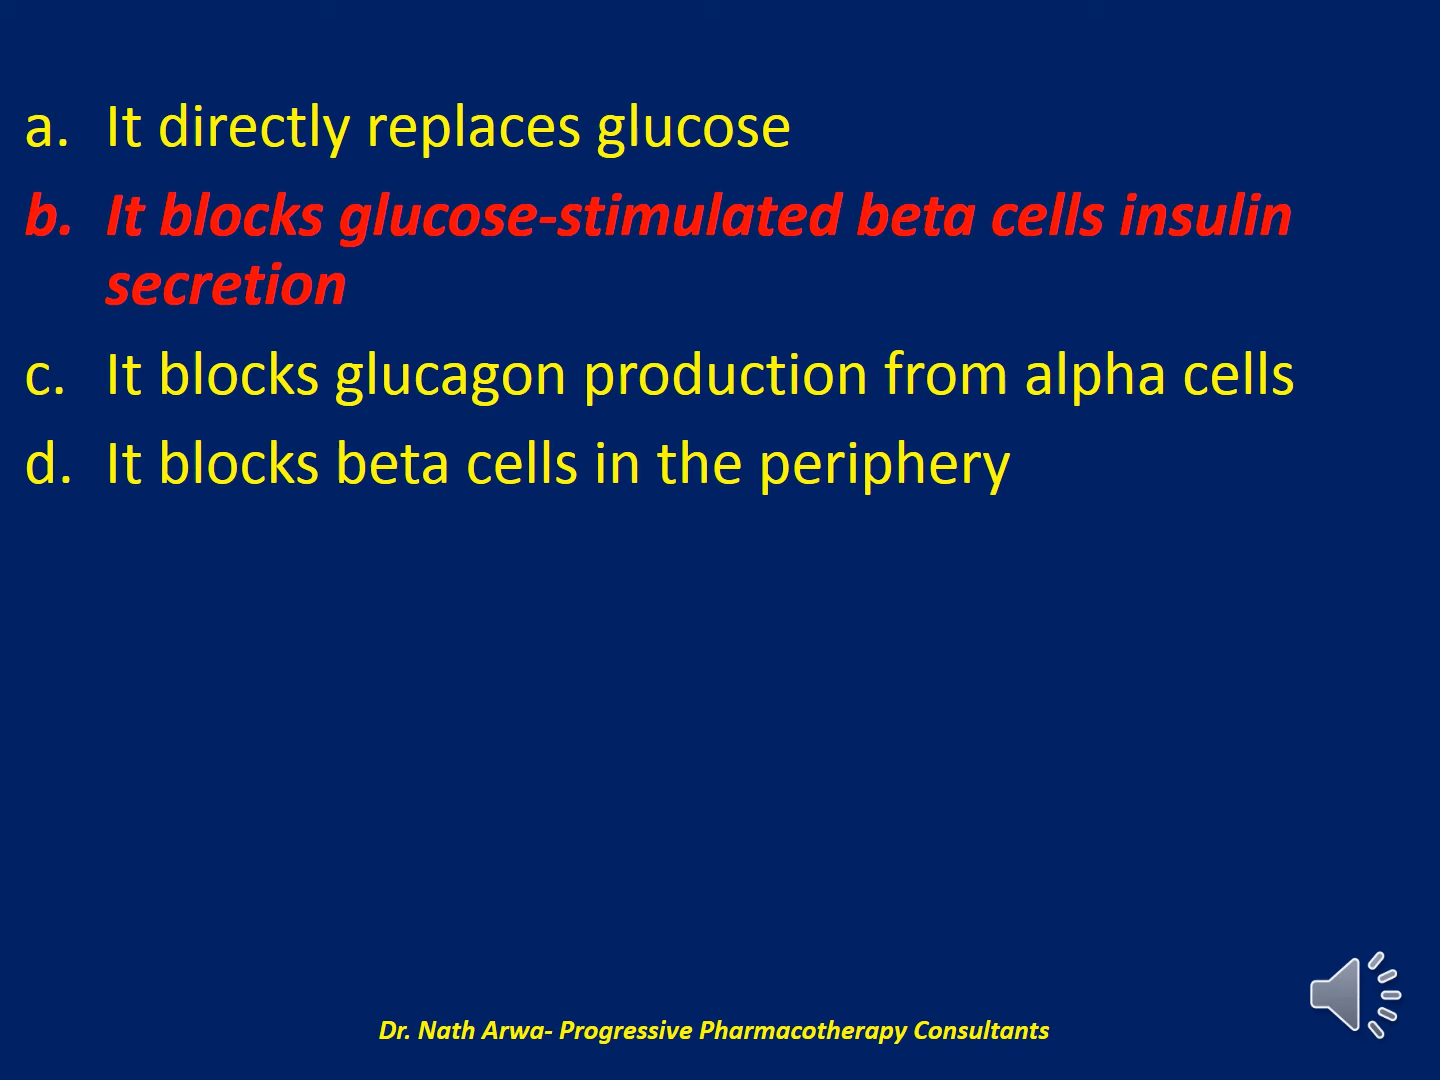 a. It directly replaces glucose
b. It blocks glucose-stimulated beta cells insulin
secretion
c. It blocks glucagon production from alpha cells
d. It blocks beta cells in the periphery
Dr. Nath Arwa- Progressive Pharmacotherapy Consultants